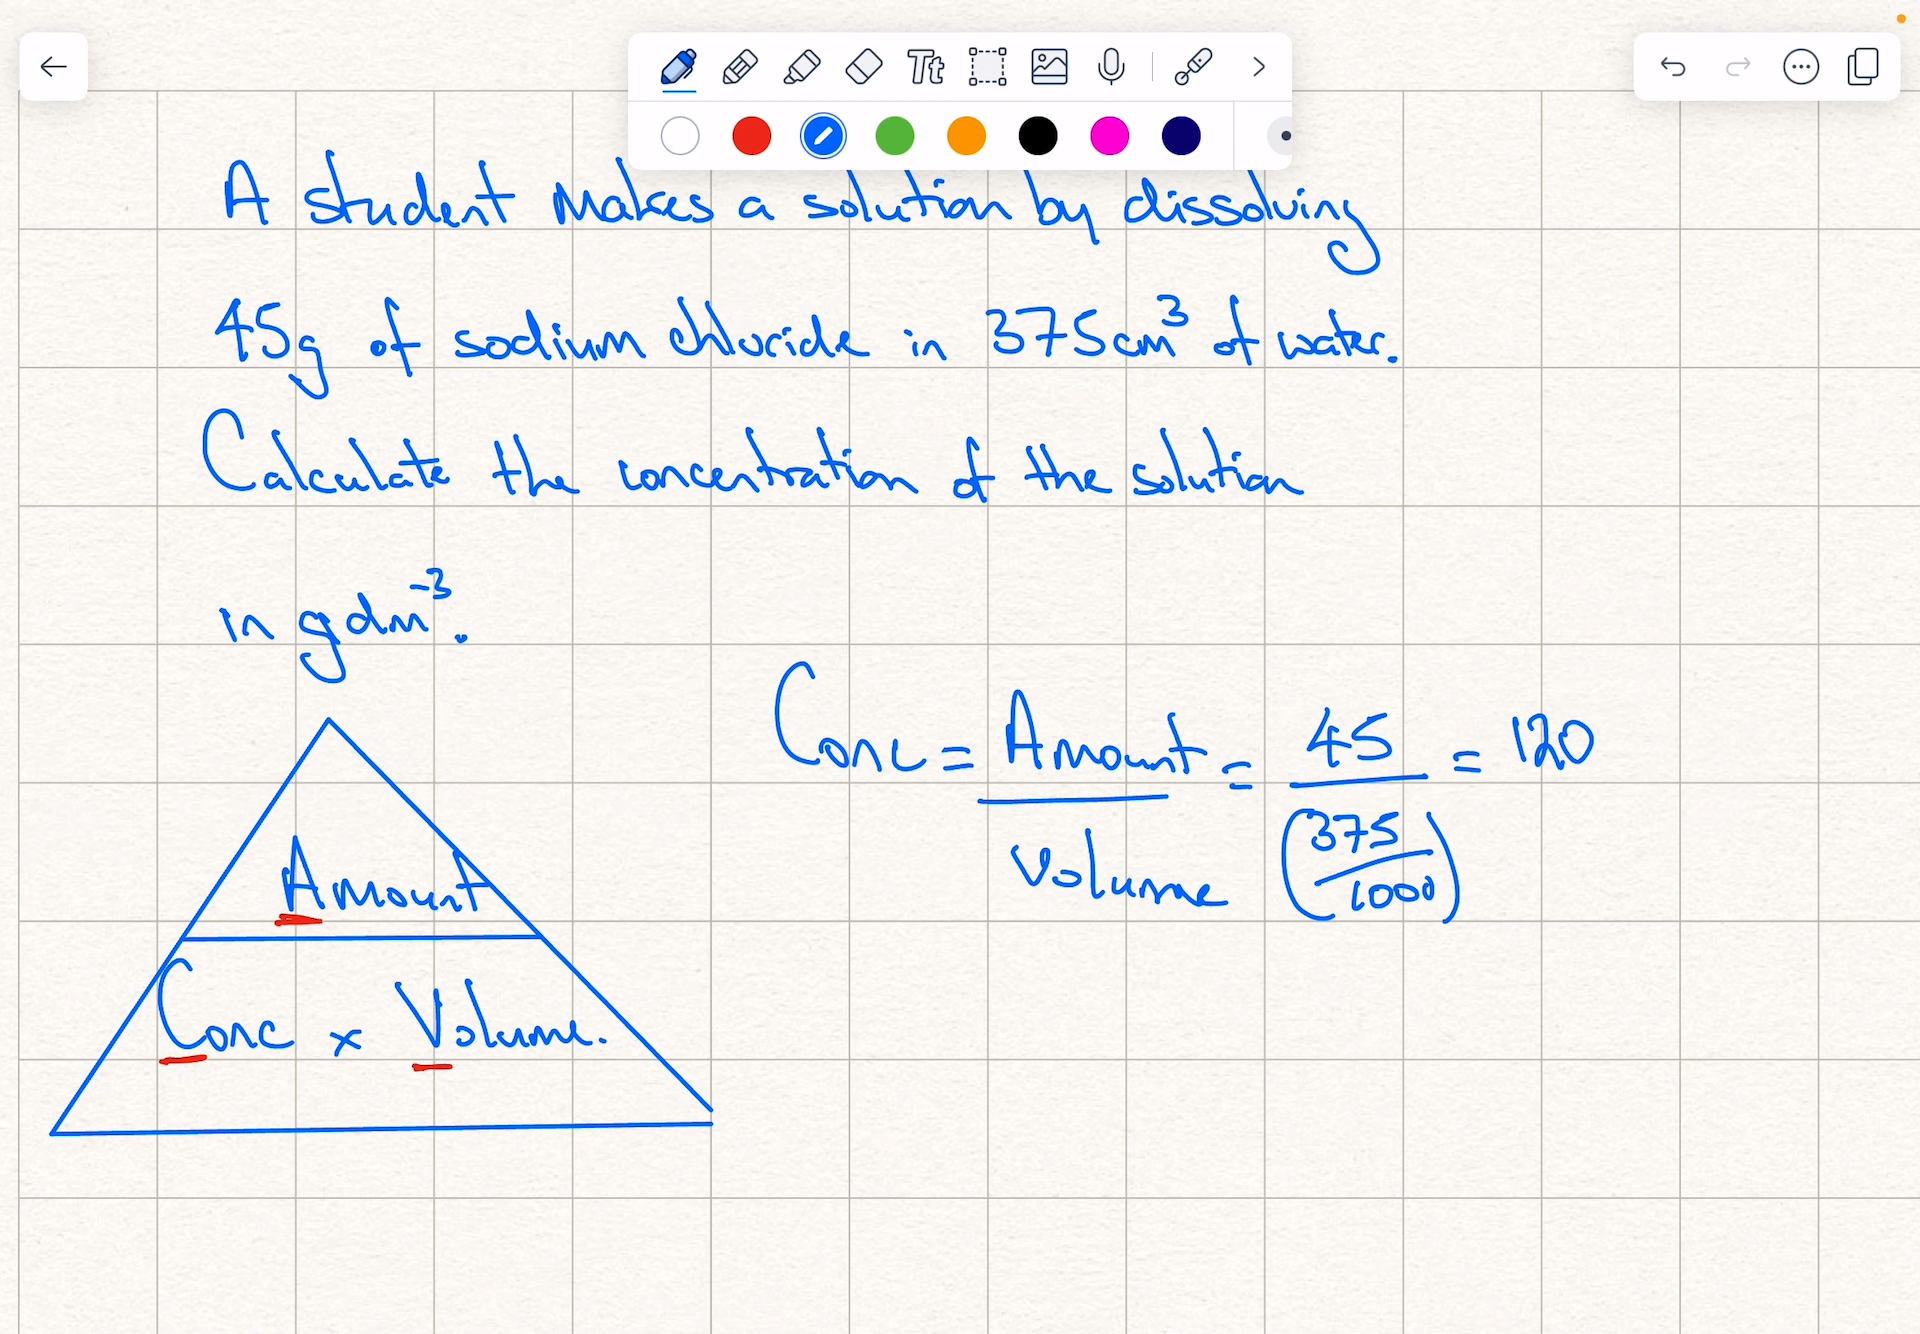 Tt
A student makes a solution by dissolving
45g of sodium chloride in 375cm³ of water.
Calculate the concentration of the solution
in gdm⁻³.
Conc = Amount = 45 = 120
Volume (375/1000)
Amount
Conc × Volume.